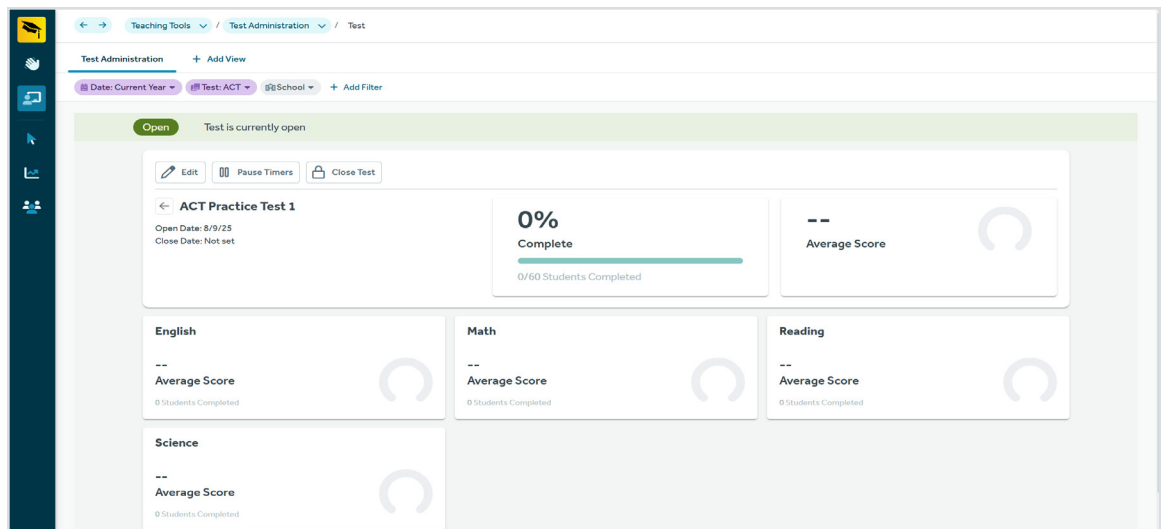 Teaching Tools / Test Administration / Test
Test Administration + Add View
Date: Current Year Test: ACT School + Add Filter
Open Test is currently open
Edit Pause Timers Close Test
ACT Practice Test 1
Open Date: 8/9/25
Close Date: Not set
0%
Complete
0/60 Students Completed
--
Average Score
English
--
Average Score
0 Students Completed
Math
--
Average Score
0 Students Completed
Reading
--
Average Score
0 Students Completed
Science
--
Average Score
0 Students Completed